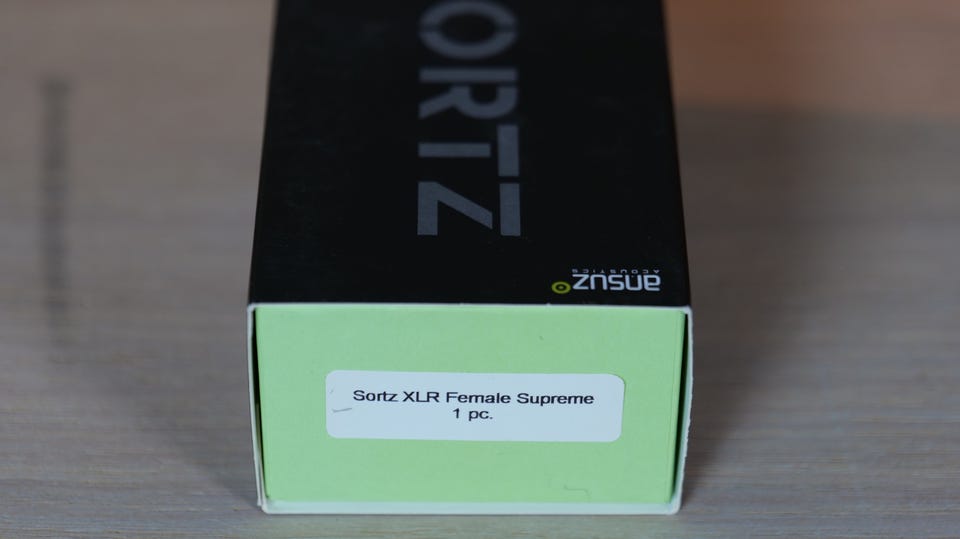 ORTZ
ansuz
ACOUSTICS
Sortz XLR Female Supreme
1 pc.